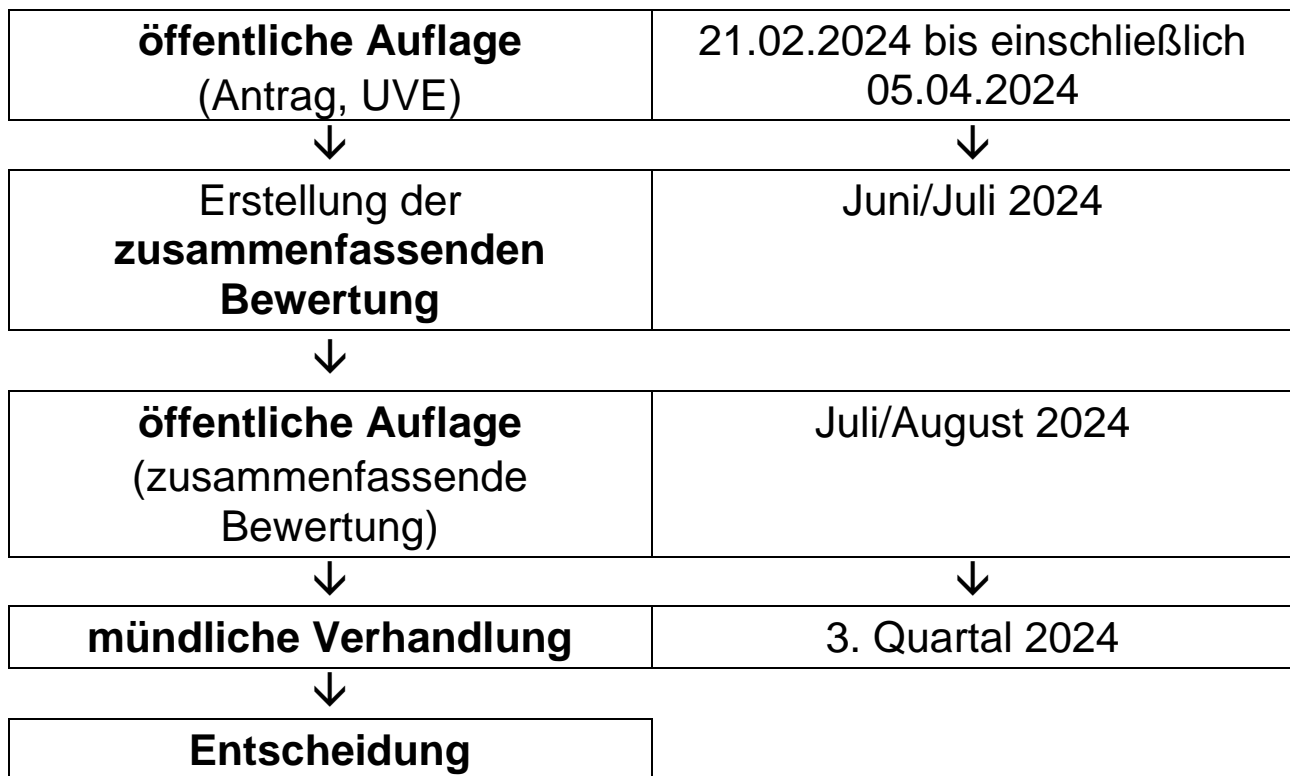 öffentliche Auflage
(Antrag, UVE)
21.02.2024 bis einschließlich
05.04.2024
Erstellung der
zusammenfassenden
Bewertung
Juni/Juli 2024
öffentliche Auflage
(zusammenfassende
Bewertung)
Juli/August 2024
mündliche Verhandlung
3. Quartal 2024
Entscheidung